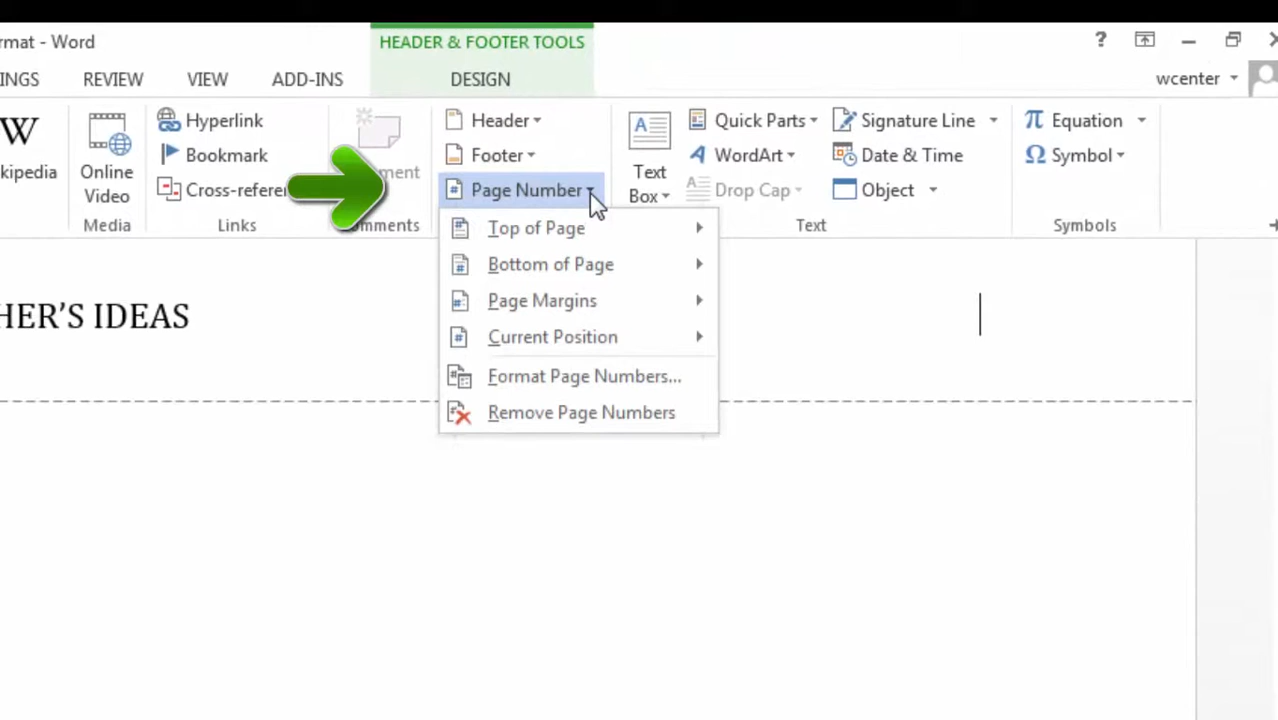 rmat - Word
HEADER & FOOTER TOOLS
?
NGS
REVIEW
VIEW
ADD-INS
DESIGN
wcenter
W
kipedia
Online
Video
Media
Hyperlink
Bookmark
Cross-refere
Links
ment
mments
Header
Footer
Page Number
Text
Box
Quick Parts
WordArt
Drop Cap
Signature Line
Date & Time
Object
Text
π Equation
Ω Symbol
Symbols
Top of Page
Bottom of Page
Page Margins
Current Position
Format Page Numbers...
Remove Page Numbers
HER’S IDEAS